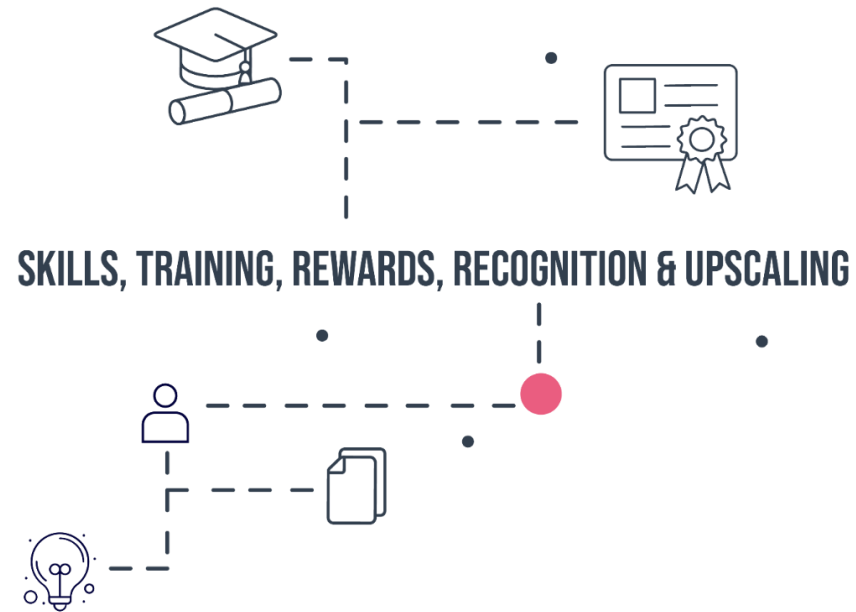 SKILLS, TRAINING, REWARDS, RECOGNITION & UPSCALING